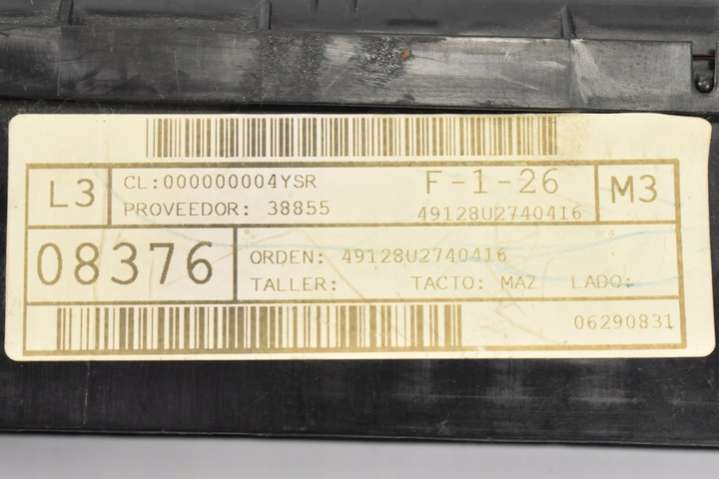 L3
CL:000000004YSR
F-1-26
M3
PROVEEDOR: 38855
49128U2740416
08376
ORDEN: 49128U2740416
TALLER: TACTO: MAZ LADO:
06290831